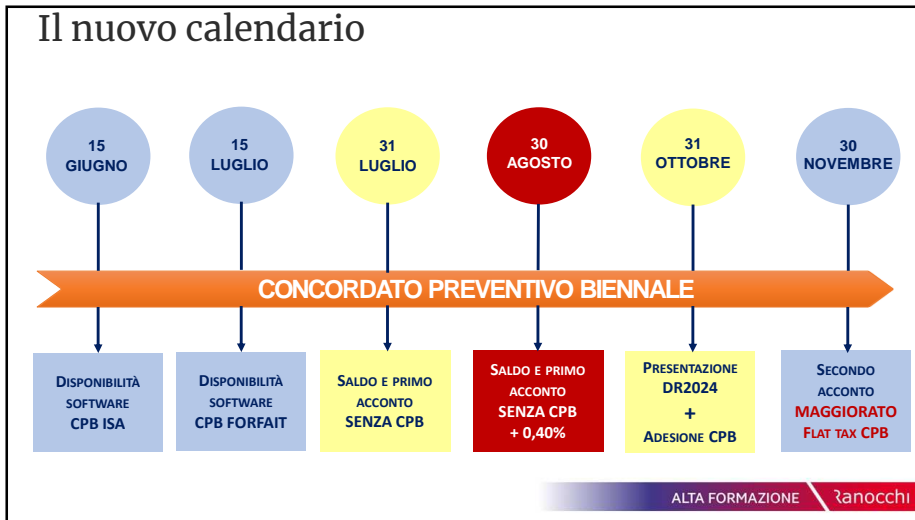 Il nuovo calendario
15
GIUGNO
15
LUGLIO
31
LUGLIO
30
AGOSTO
31
OTTOBRE
30
NOVEMBRE
CONCORDATO PREVENTIVO BIENNALE
DISPONIBILITÀ
SOFTWARE
CPB ISA
DISPONIBILITÀ
SOFTWARE
CPB FORFAIT
SALDO E PRIMO
ACCONTO
SENZA CPB
SALDO E PRIMO
ACCONTO
SENZA CPB
+ 0,40%
PRESENTAZIONE
DR2024
+
ADESIONE CPB
SECONDO
ACCONTO
MAGGIORATO
FLAT TAX CPB
ALTA FORMAZIONE
Ranocchi